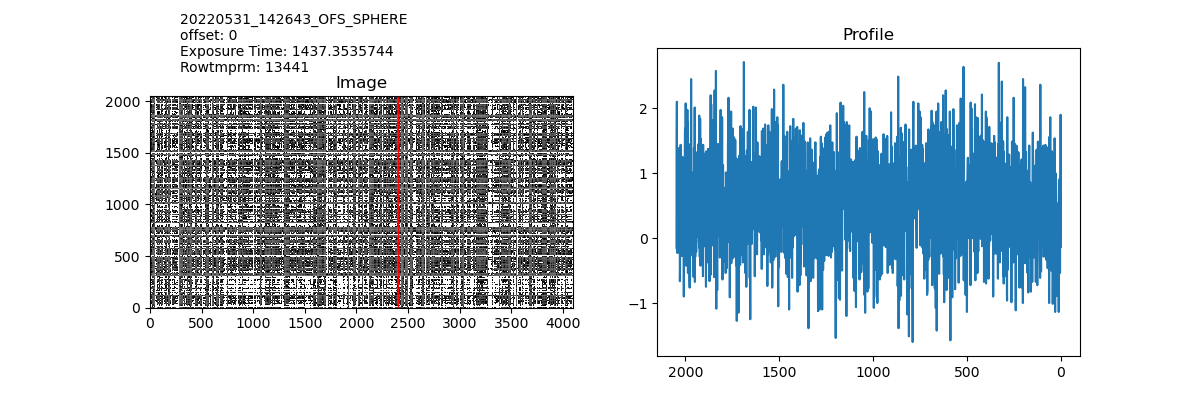 20220531_142643_OFS_SPHERE
offset: 0
Exposure Time: 1437.3535744
Rowtmprm: 13441
Image
2000
1500
1000
500
0
0 500 1000 1500 2000 2500 3000 3500 4000
Profile
2
1
0
−1
2000 1500 1000 500 0